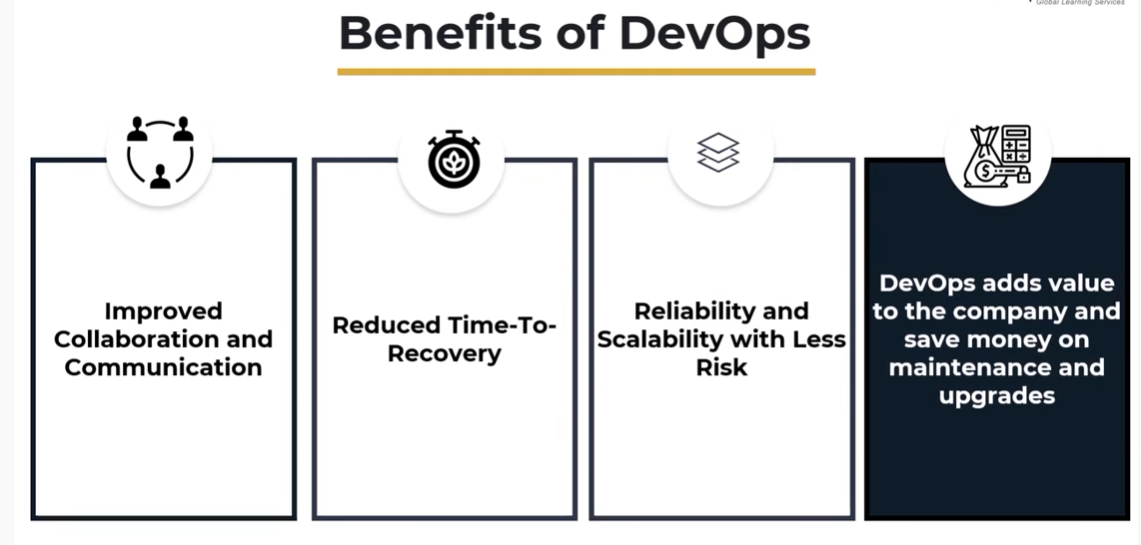 Global Learning Services
Benefits of DevOps
Improved
Collaboration and
Communication
Reduced Time-To-
Recovery
Reliability and
Scalability with Less
Risk
DevOps adds value
to the company and
save money on
maintenance and
upgrades